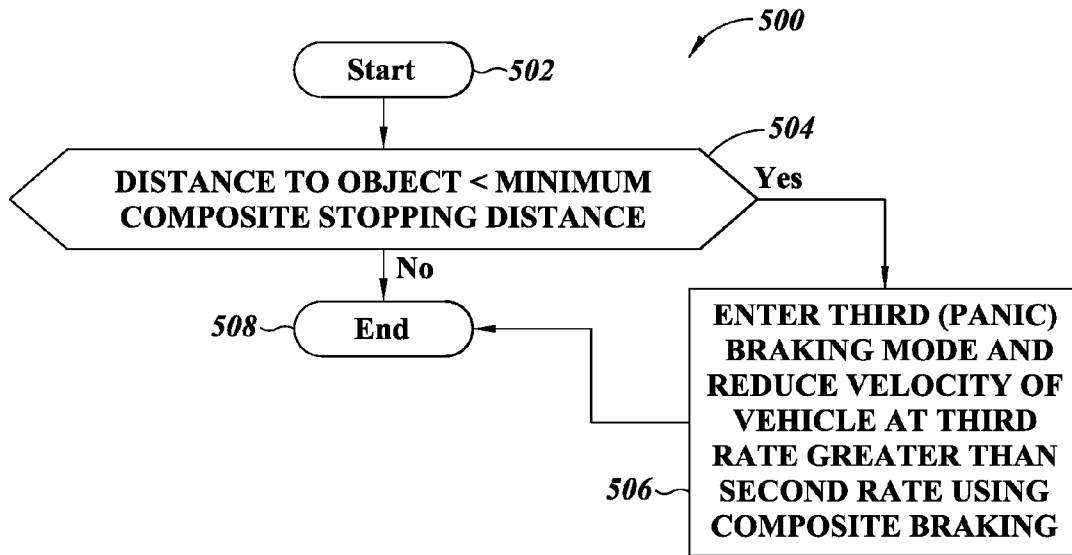 500
Start
502
504
DISTANCE TO OBJECT < MINIMUM
COMPOSITE STOPPING DISTANCE
Yes
No
508
End
ENTER THIRD (PANIC)
BRAKING MODE AND
REDUCE VELOCITY OF
VEHICLE AT THIRD
RATE GREATER THAN
SECOND RATE USING
COMPOSITE BRAKING
506